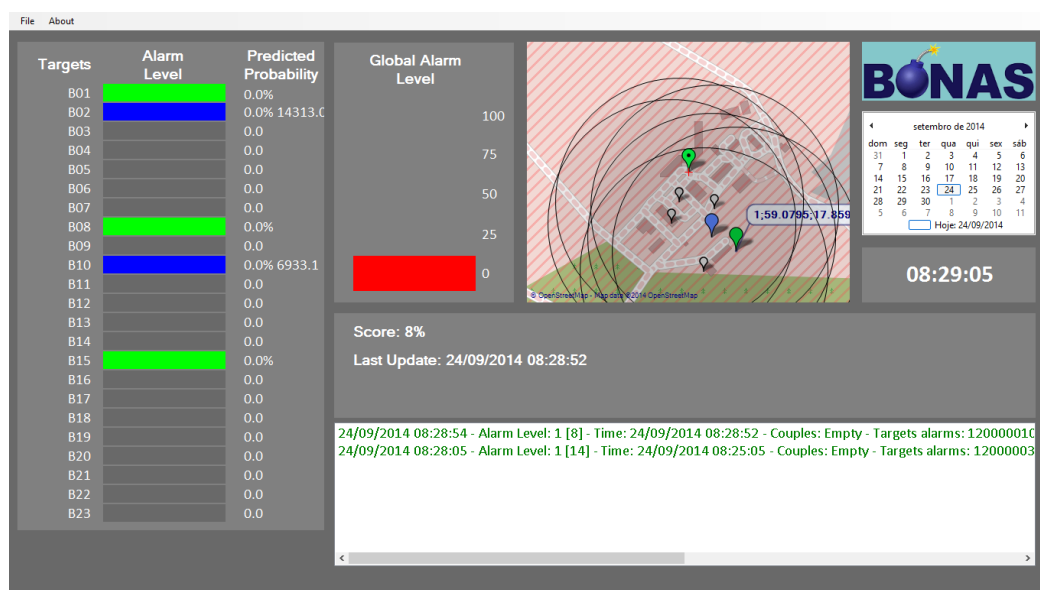 File About
Targets Alarm Level Predicted Probability
B01 0.0%
B02 0.0% 14313.0
B03 0.0
B04 0.0
B05 0.0
B06 0.0
B07 0.0
B08 0.0%
B09 0.0
B10 0.0% 6933.1
B11 0.0
B12 0.0
B13 0.0
B14 0.0
B15 0.0%
B16 0.0
B17 0.0
B18 0.0
B19 0.0
B20 0.0
B21 0.0
B22 0.0
B23 0.0
Global Alarm
Level
100
75
50
25
0
1;59.0795;17.859
© OpenStreetMap - Map data ©2014 OpenStreetMap
BONAS
setembro de 2014
dom seg ter qua qui sex sáb
31 1 2 3 4 5 6
7 8 9 10 11 12 13
14 15 16 17 18 19 20
21 22 23 24 25 26 27
28 29 30 1 2 3 4
5 6 7 8 9 10 11
Hoje: 24/09/2014
08:29:05
Score: 8%
Last Update: 24/09/2014 08:28:52
24/09/2014 08:28:54 - Alarm Level: 1 [8] - Time: 24/09/2014 08:28:52 - Couples: Empty - Targets alarms: 12000001
24/09/2014 08:28:05 - Alarm Level: 1 [14] - Time: 24/09/2014 08:25:05 - Couples: Empty - Targets alarms: 12000003